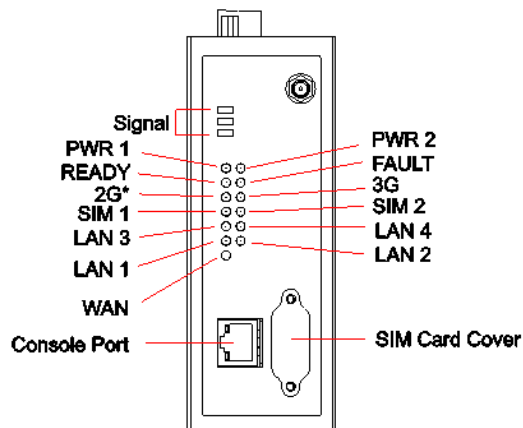 Signal
PWR 1
PWR 2
READY
FAULT
2G*
3G
SIM 1
SIM 2
LAN 3
LAN 4
LAN 1
LAN 2
WAN
Console Port
SIM Card Cover